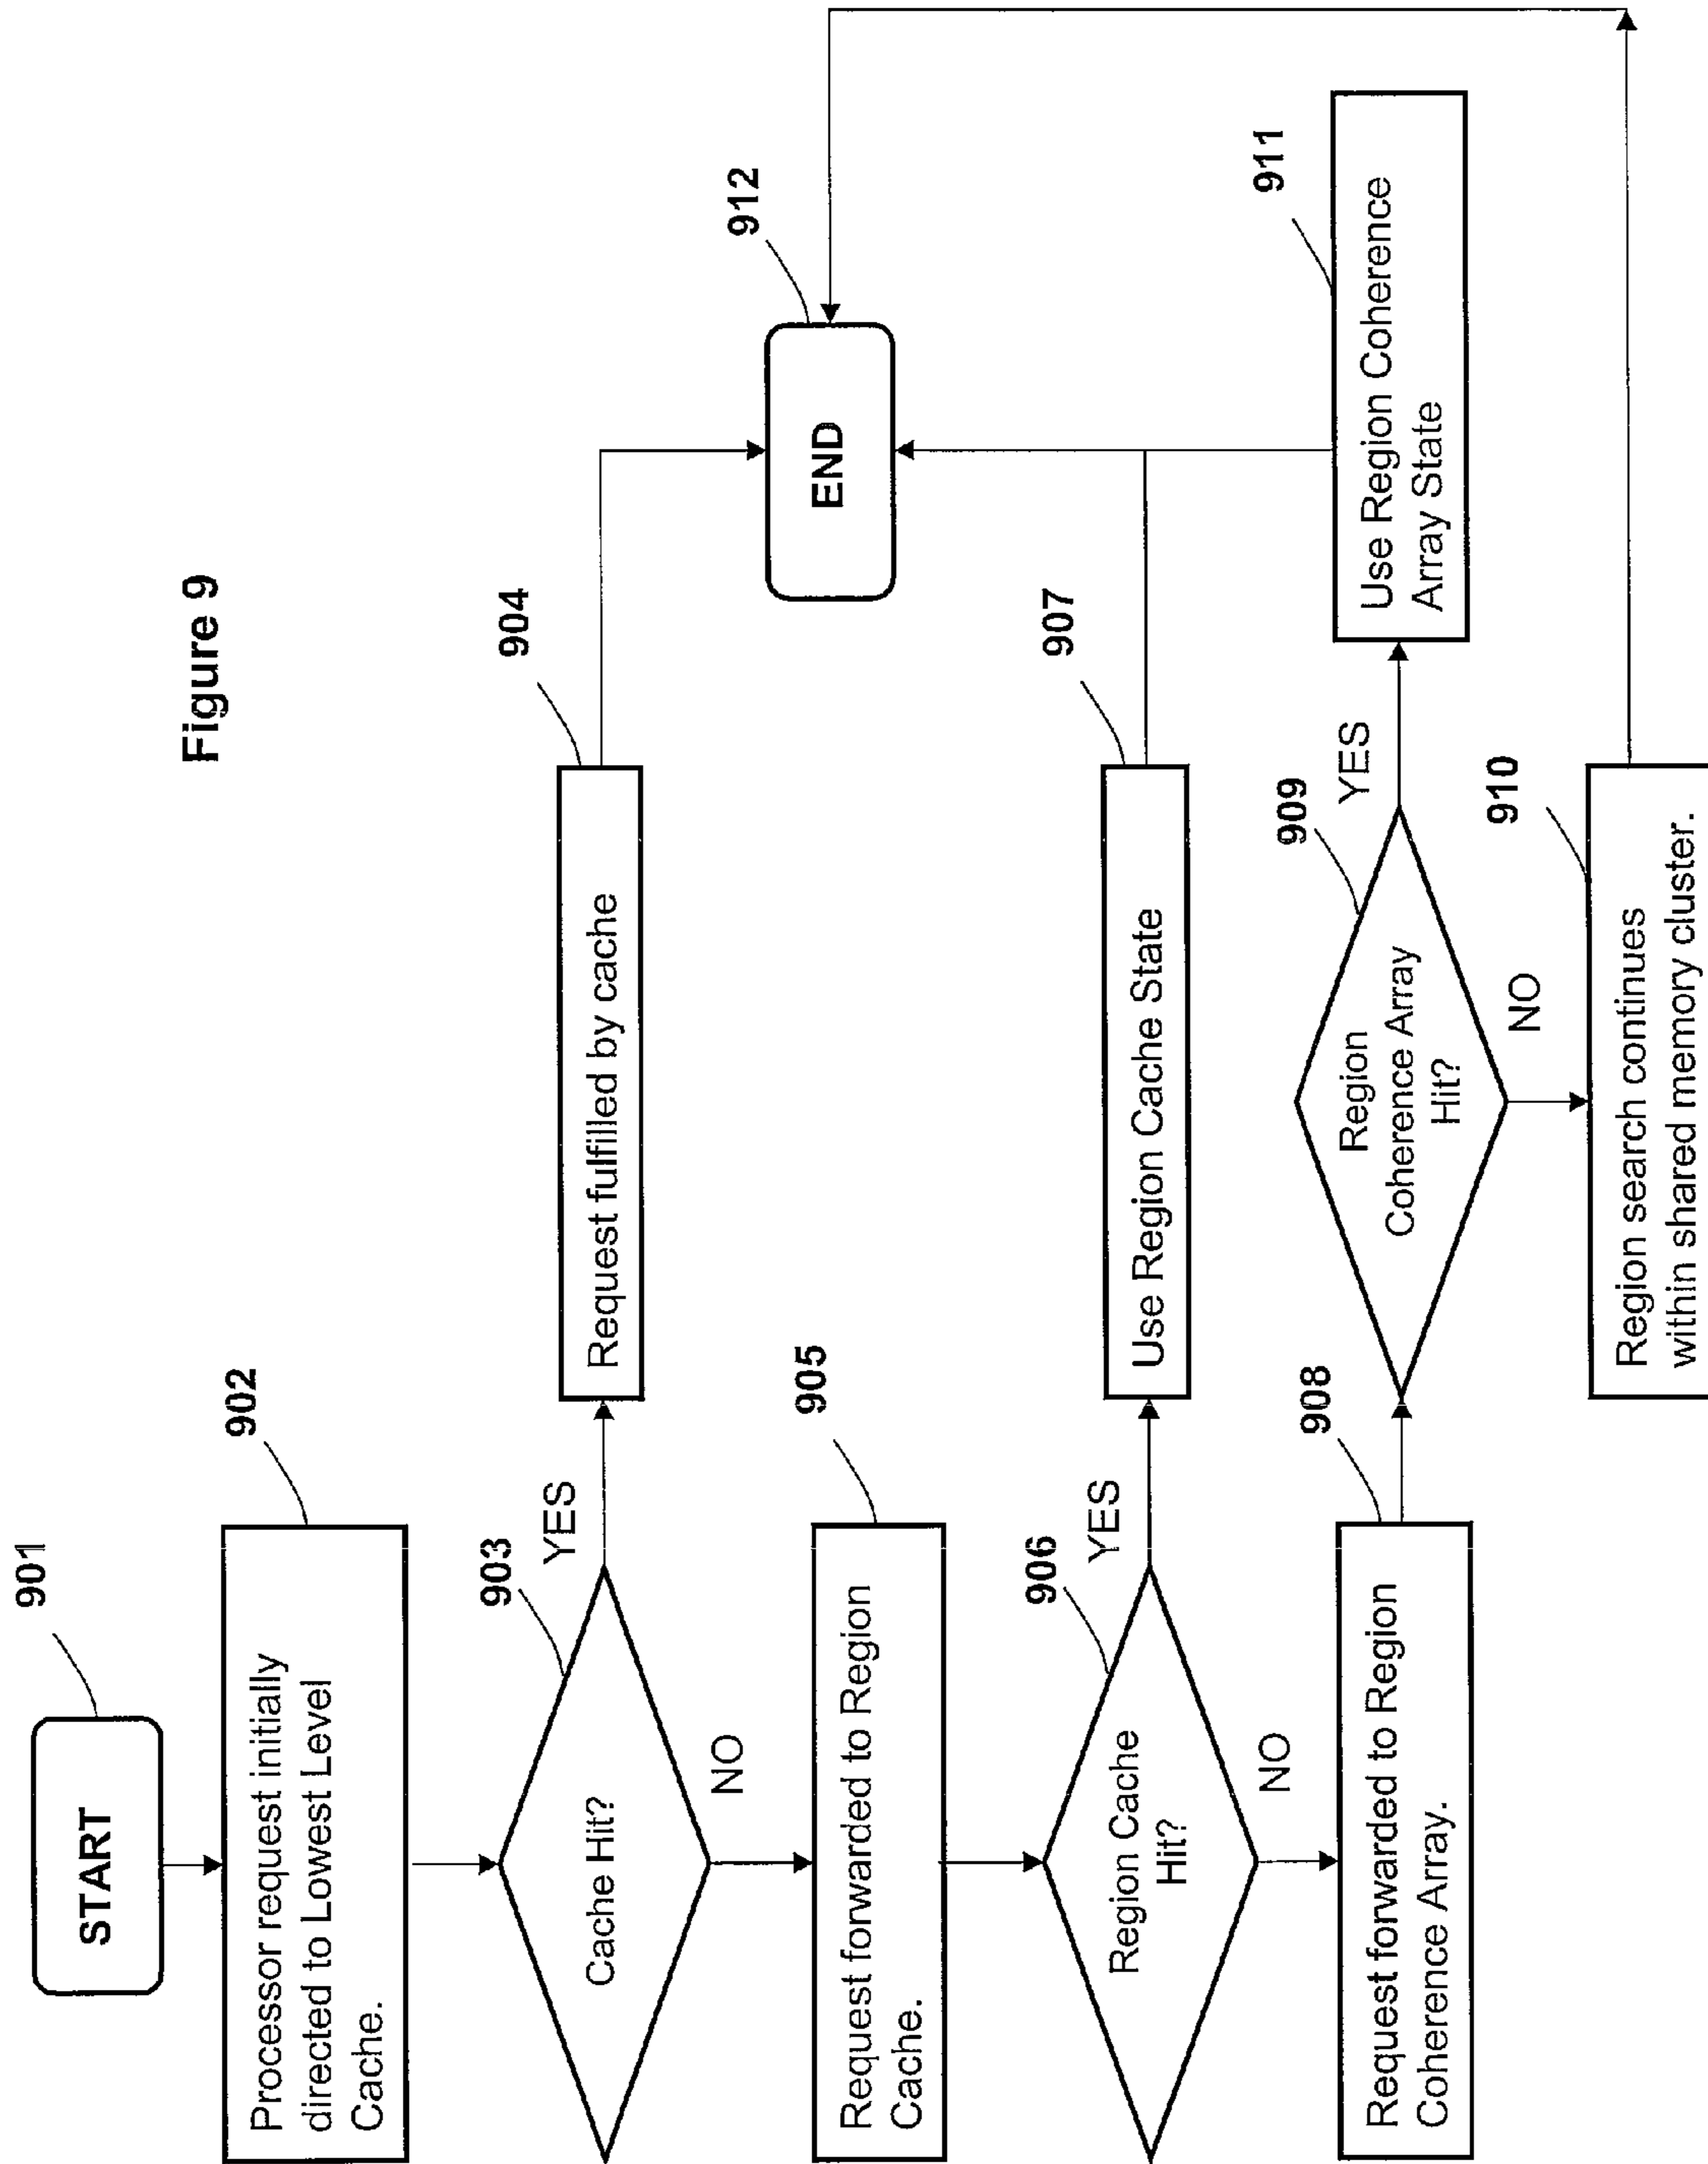 Figure 9
901
START
902
Processor request initially
directed to Lowest Level
Cache.
903
Cache Hit?
YES
NO
904
Request fulfilled by cache
905
Request forwarded to Region
Cache.
906
Region Cache
Hit?
YES
NO
907
Use Region Cache State
908
Request forwarded to Region
Coherence Array.
909
Region
Coherence Array
Hit?
YES
NO
910
Region search continues
within shared memory cluster.
911
Use Region Coherence
Array State
912
END